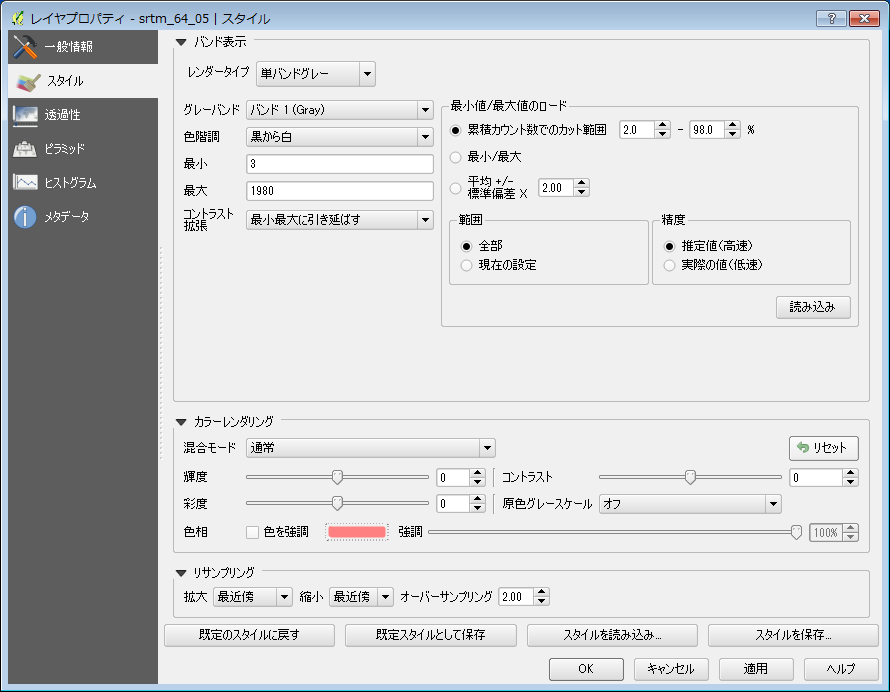 レイヤプロパティ - srtm_64_05 | スタイル
一般情報
スタイル
透過性
ピラミッド
ヒストグラム
メタデータ
バンド表示
レンダータイプ 単バンドグレー
グレーバンド バンド 1 (Gray)
色階調 黒から白
最小 3
最大 1980
コントラスト
拡張
最小最大に引き延ばす
最小値/最大値のロード
累積カウント数でのカット範囲 2.0 - 98.0 %
最小/最大
平均 +/-
標準偏差 × 2.00
範囲
全部
現在の設定
精度
推定値(高速)
実際の値(低速)
読み込み
カラーレンダリング
混合モード 通常 リセット
輝度 0 コントラスト 0
彩度 0 原色グレースケール オフ
色相 色を強調 強調 100%
リサンプリング
拡大 最近傍 縮小 最近傍 オーバーサンプリング 2.00
既定のスタイルに戻す 既定スタイルとして保存 スタイルを読み込み... スタイルを保存...
OK キャンセル 適用 ヘルプ